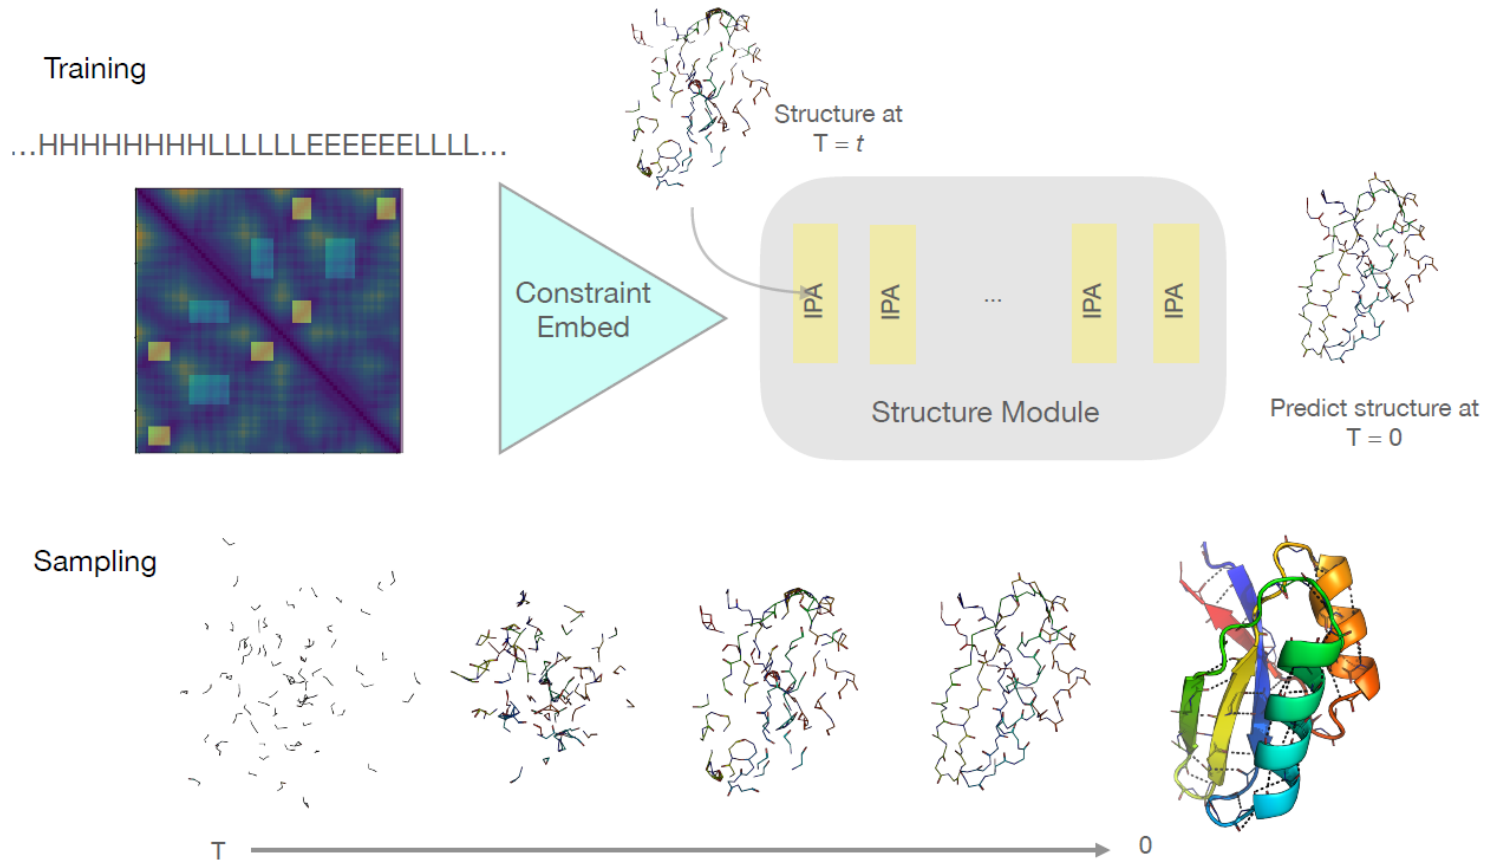 Training
...HHHHHHHHLLLLLLEEEEEELLLL...
Structure at
T = t
Constraint
Embed
IPA
IPA
...
IPA
IPA
Structure Module
Predict structure at
T = 0
Sampling
T
0